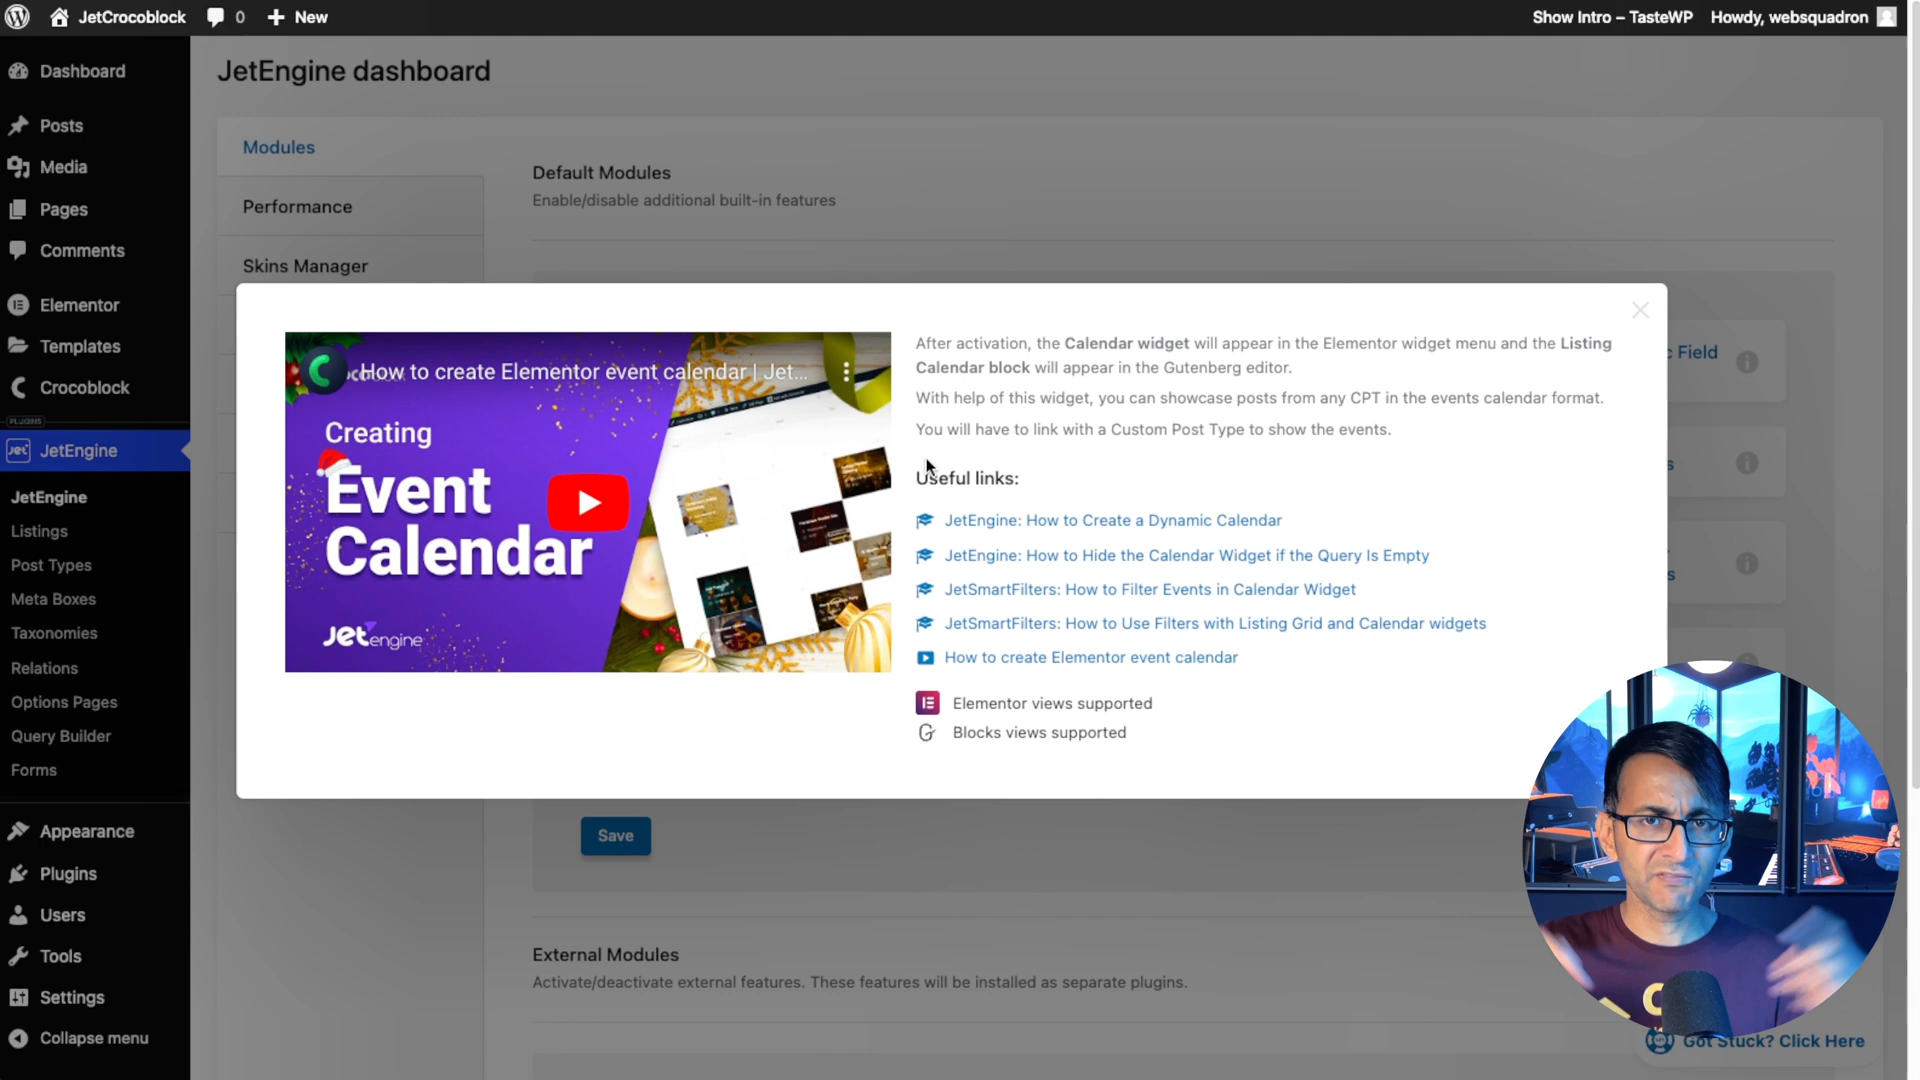 JetCrocoblock
0
New
Show Intro – TasteWP
Howdy, websquadron
Dashboard
Posts
Media
Pages
Comments
Elementor
Templates
Crocoblock
PLUGINS
Jet
JetEngine
JetEngine
Listings
Post Types
Meta Boxes
Taxonomies
Relations
Options Pages
Query Builder
Forms
Appearance
Plugins
Users
Tools
Settings
Collapse menu
JetEngine dashboard
Modules
Performance
Skins Manager
Default Modules
Enable/disable additional built-in features
c Field
s
s
How to create Elementor event calendar | Jet...
Creating
Event
Calendar
Jetengine
After activation, the Calendar widget will appear in the Elementor widget menu and the Listing
Calendar block will appear in the Gutenberg editor.
With help of this widget, you can showcase posts from any CPT in the events calendar format.
You will have to link with a Custom Post Type to show the events.
Useful links:
JetEngine: How to Create a Dynamic Calendar
JetEngine: How to Hide the Calendar Widget if the Query Is Empty
JetSmartFilters: How to Filter Events in Calendar Widget
JetSmartFilters: How to Use Filters with Listing Grid and Calendar widgets
How to create Elementor event calendar
Elementor views supported
Blocks views supported
Save
External Modules
Activate/deactivate external features. These features will be installed as separate plugins.
Got Stuck? Click Here